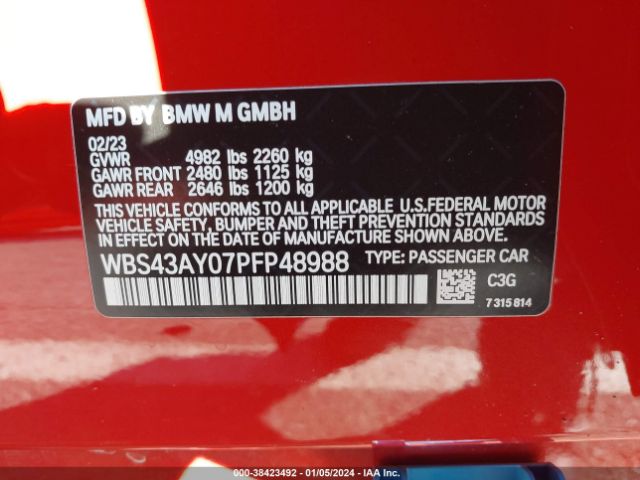 MFD BY BMW M GMBH
02/23
GVWR 4982 lbs 2260 kg
GAWR FRONT 2480 lbs 1125 kg
GAWR REAR 2646 lbs 1200 kg
THIS VEHICLE CONFORMS TO ALL APPLICABLE U.S.FEDERAL MOTOR
VEHICLE SAFETY, BUMPER, AND THEFT PREVENTION STANDARDS
IN EFFECT ON THE DATE OF MANUFACTURE SHOWN ABOVE.
WBS43AY07PFP48988 TYPE: PASSENGER CAR
C3G
7315814
000-38423492 - 01/05/2024 - IAA Inc.